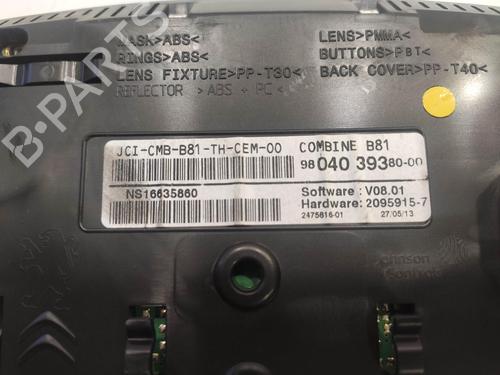 MASK>ABS<
RINGS>ABS<
LENS FIXTURE>PP-T30<
REFLECTOR >ABS + PC<
LENS>PMMA<
BUTTONS>PBT<
BACK COVER>PP-T40<
JCI-CMB-B81-TH-CEM-00
COMBINE B81
98 040 393 80-00
NS16635860
Software : V08.01
Hardware: 2095915-7
2475816-01
27/05/13
Johnson
Controls
B-PARTS